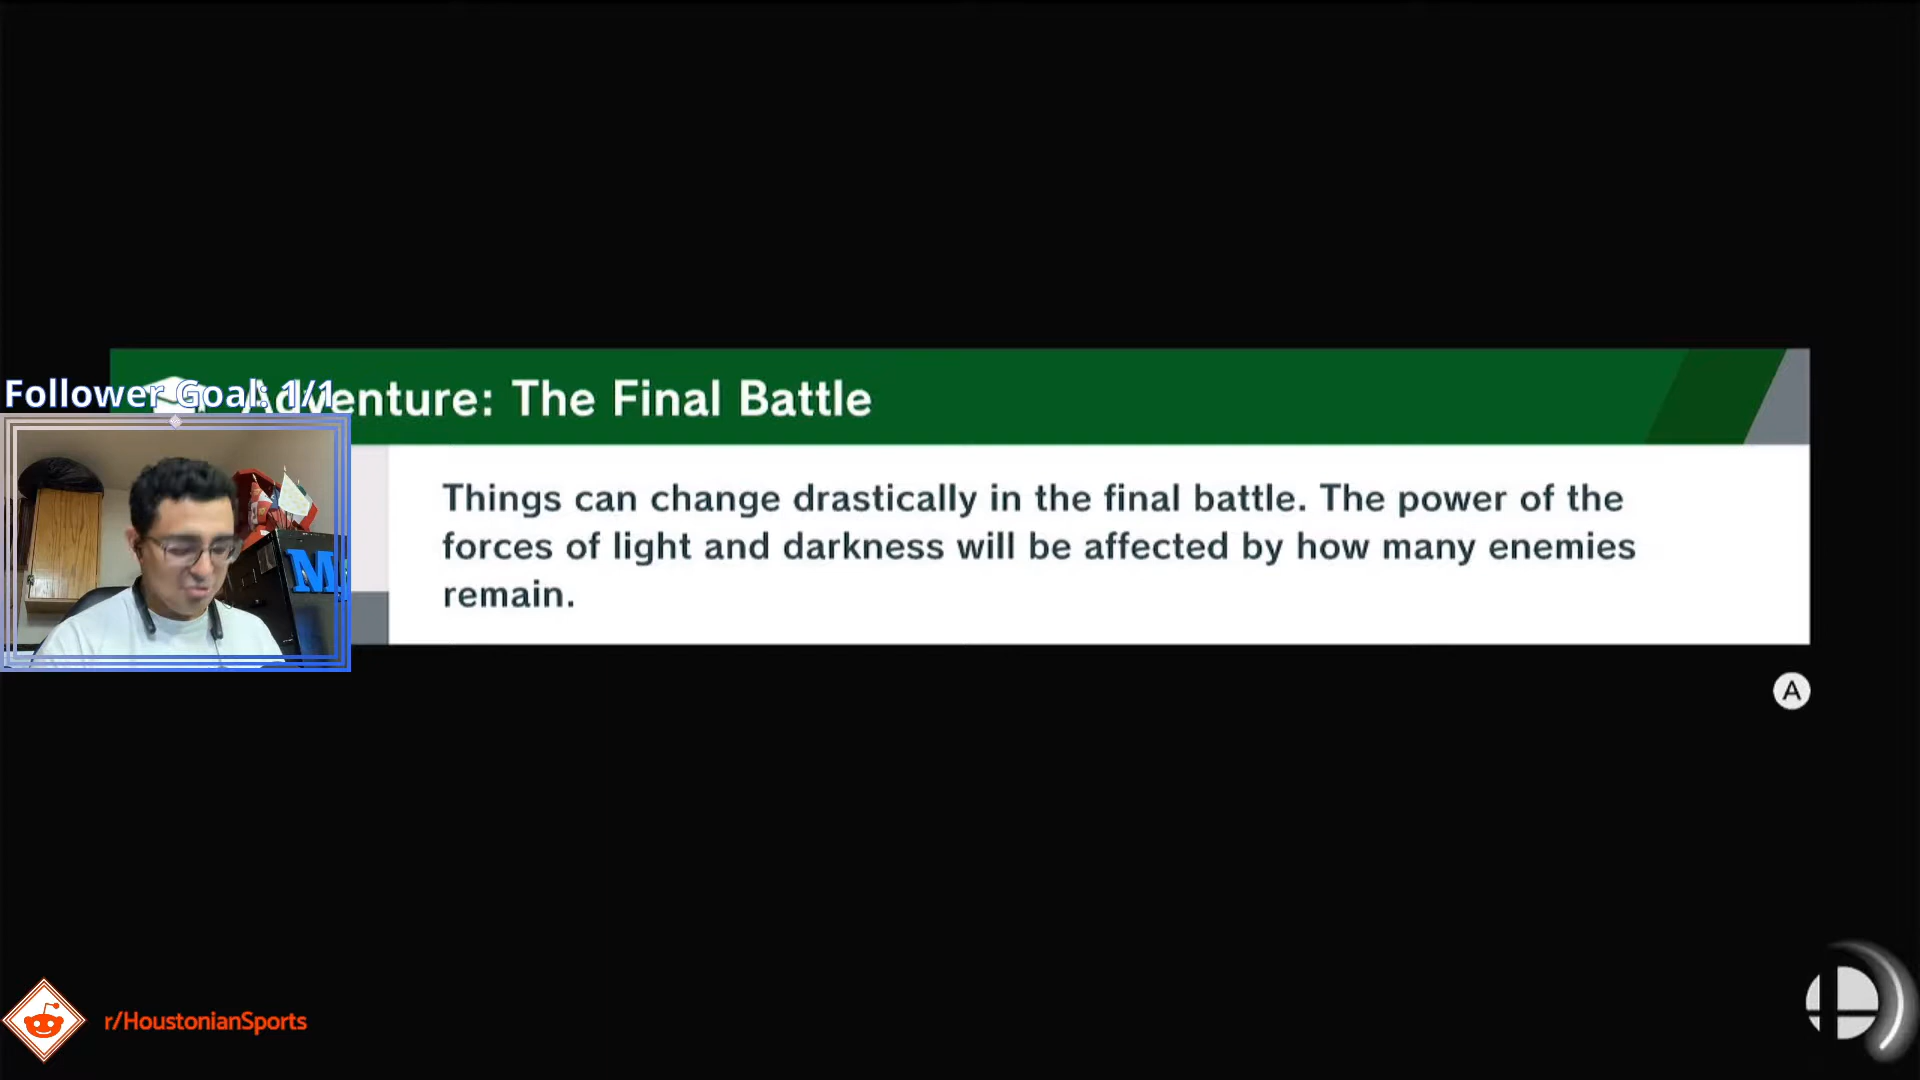 Adventure: The Final Battle
Follower Goal: 1/1
Things can change drastically in the final battle. The power of the
forces of light and darkness will be affected by how many enemies
remain.
M
A
r/HoustonianSports